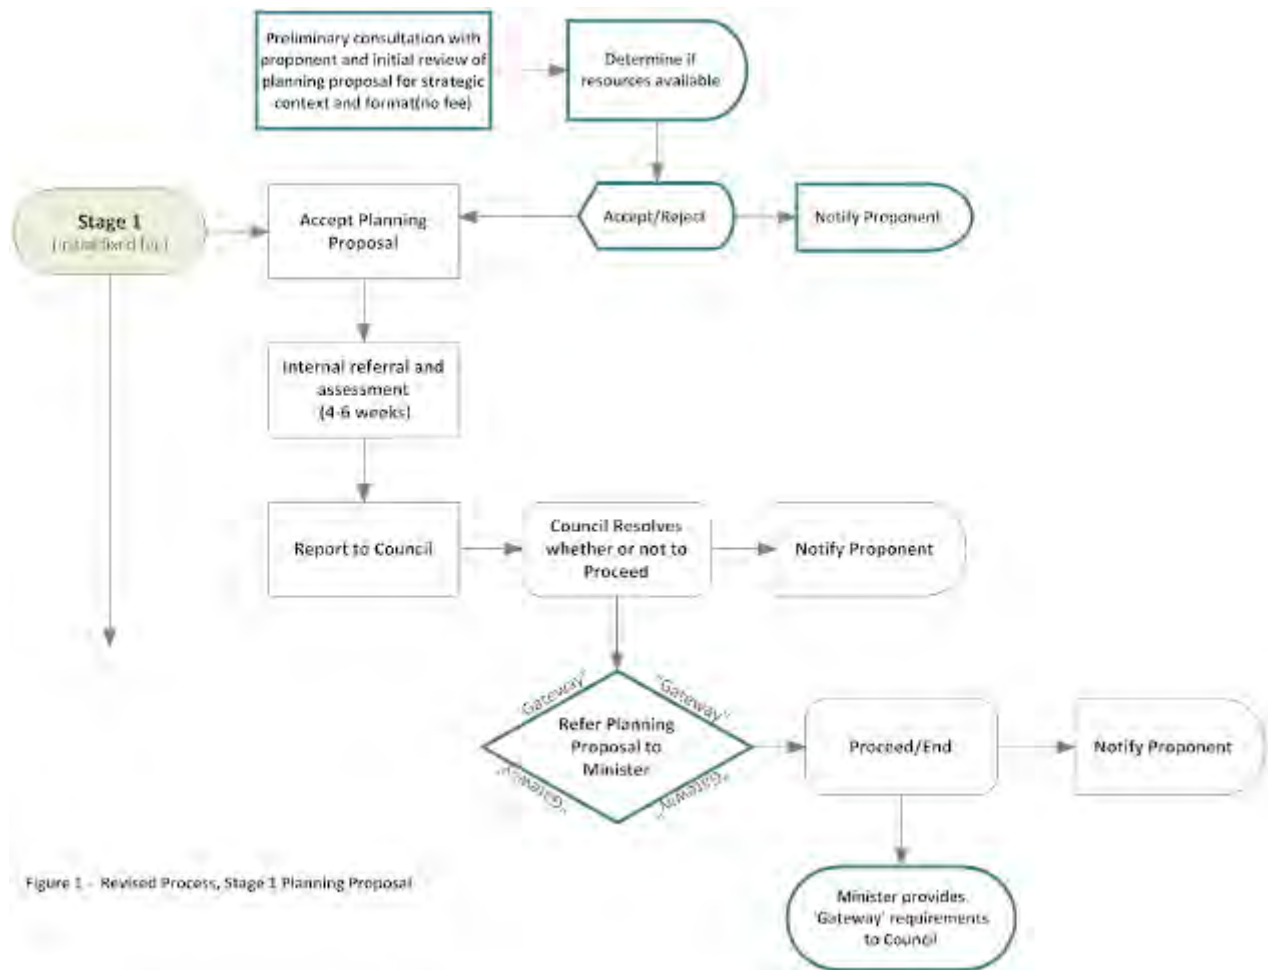 Preliminary consultation with
proponent and initial review of
planning proposal for strategic
context and format(no fee)
Determine if
resources available
Stage 1
(initial fixed fee)
Accept Planning
Proposal
Accept/Reject
Notify Proponent
Internal referral and
assessment
(4-6 weeks)
Report to Council
Council Resolves
whether or not to
Proceed
Notify Proponent
"Gateway"
"Gateway"
Refer Planning
Proposal to
Minister
"Gateway"
"Gateway"
Proceed/End
Notify Proponent
Figure 1 - Revised Process, Stage 1 Planning Proposal
Minister provides
'Gateway' requirements
to Council